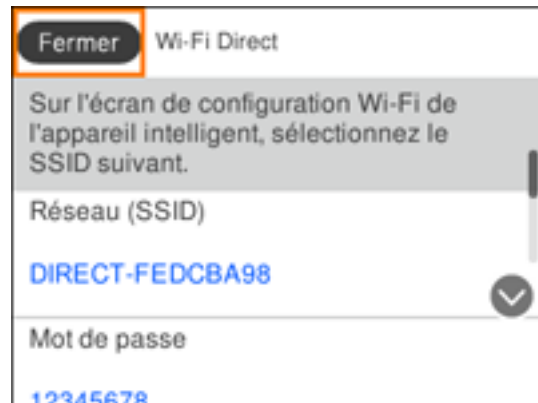 Fermer Wi-Fi Direct
Sur l'écran de configuration Wi-Fi de
l'appareil intelligent, sélectionnez le
SSID suivant.
Réseau (SSID)
DIRECT-FEDCBA98
Mot de passe
12345678